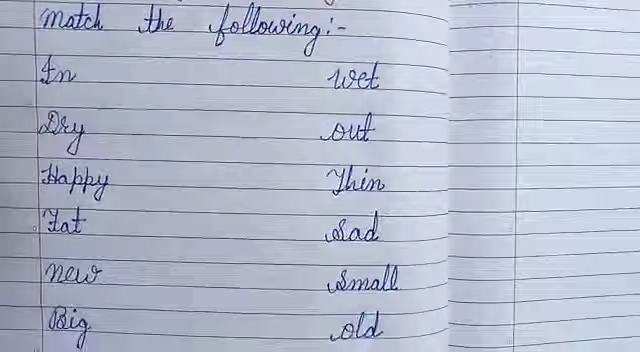 Match the following:-
In wet
Dry out
Happy Thin
Fat Sad
new Small
Big old